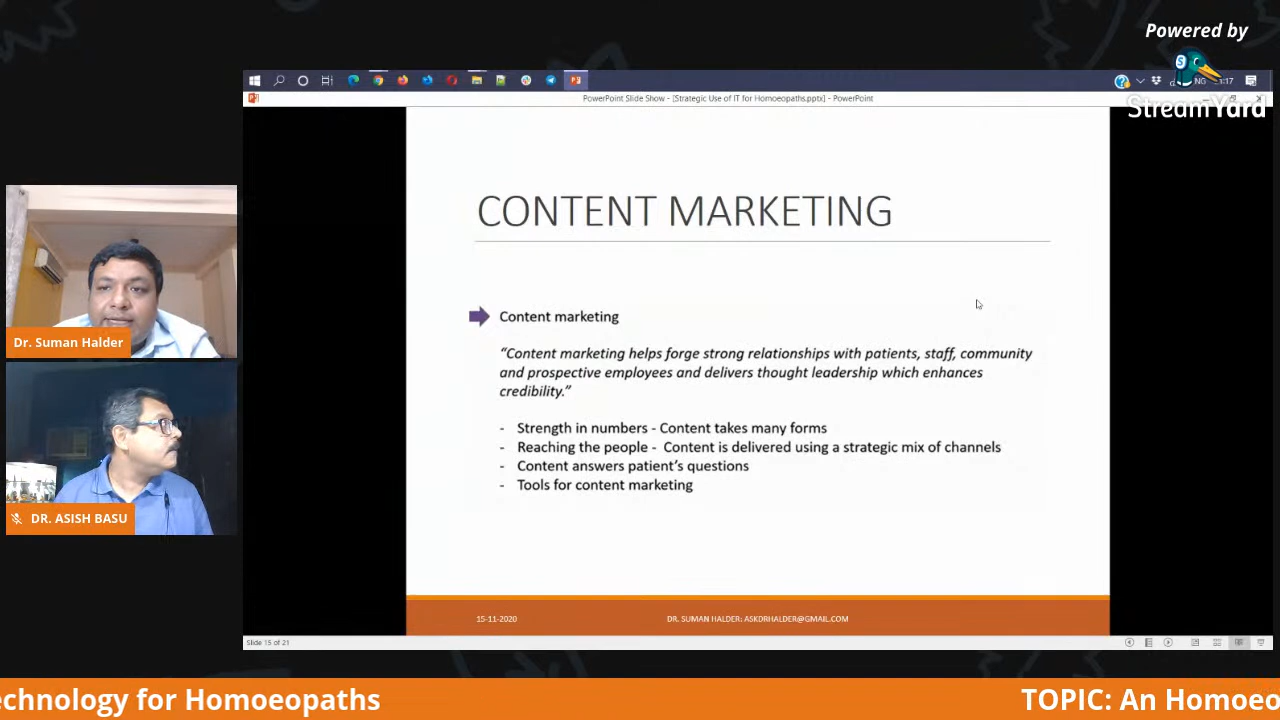 Powered by
StreamYard
PowerPoint Slide Show - [Strategic Use of IT for Homoeopaths.pptx] - PowerPoint
CONTENT MARKETING
Content marketing
“Content marketing helps forge strong relationships with patients, staff, community
and prospective employees and delivers thought leadership which enhances
credibility.”
- Strength in numbers - Content takes many forms
- Reaching the people - Content is delivered using a strategic mix of channels
- Content answers patient’s questions
- Tools for content marketing
15-11-2020
DR. SUMAN HALDER: ASKDRHALDER@GMAIL.COM
Slide 15 of 21
Dr. Suman Halder
DR. ASISH BASU
echnology for Homoeopaths
TOPIC: An Homoeo